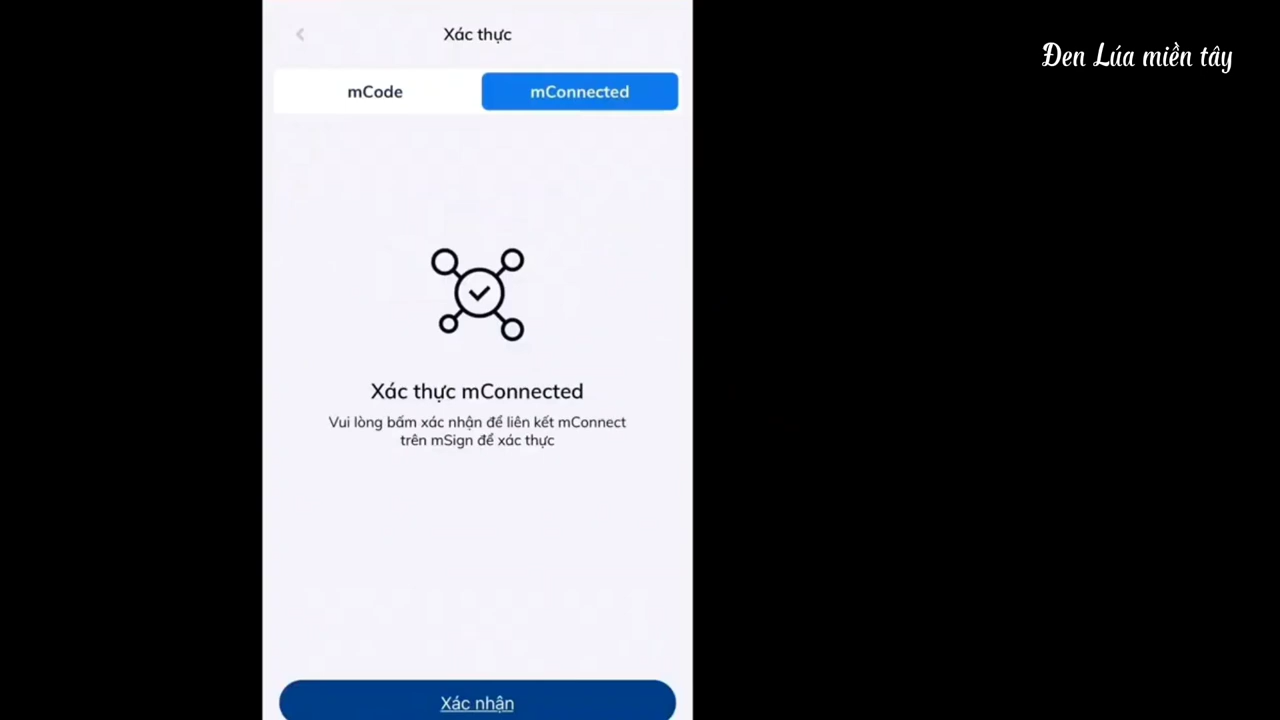 Xác thực
Đen Lúa miền tây
mCode
mConnected
Xác thực mConnected
Vui lòng bấm xác nhận để liên kết mConnect
trên mSign để xác thực
Xác nhận